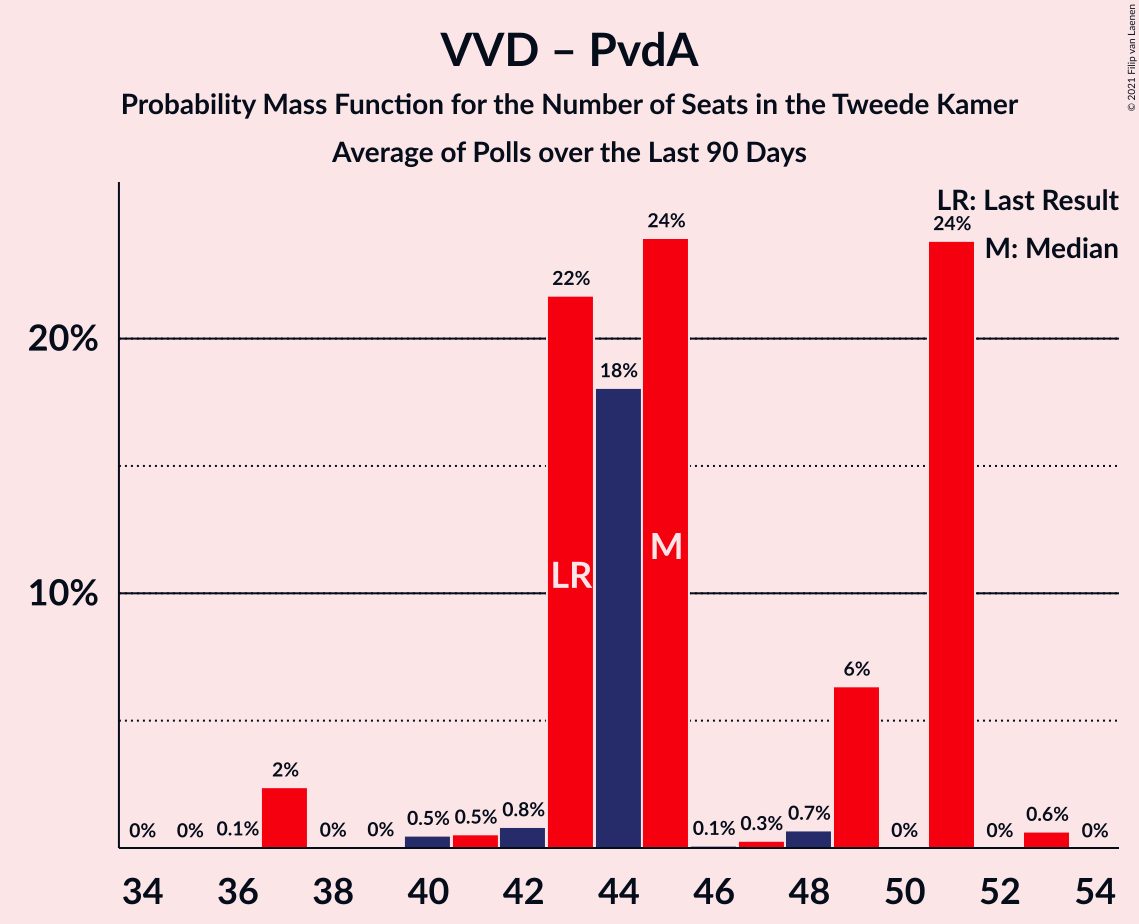 VVD – PvdA
Probability Mass Function for the Number of Seats in the Tweede Kamer
Average of Polls over the Last 90 Days
© 2021 Filip van Laenen
LR: Last Result
M: Median
20%
10%
0% 0% 0.1% 2% 0% 0% 0.5% 0.5% 0.8% 22% 18% 24% 0.1% 0.3% 0.7% 6% 0% 24% 0% 0.6% 0%
LR
M
34 36 38 40 42 44 46 48 50 52 54